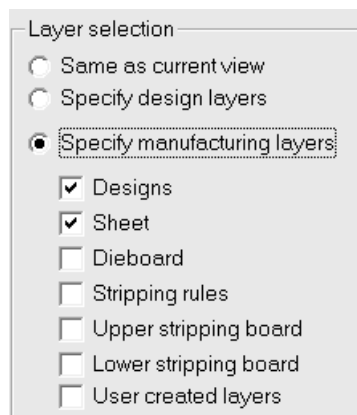 Layer selection
Same as current view
Specify design layers
Specify manufacturing layers
Designs
Sheet
Dieboard
Stripping rules
Upper stripping board
Lower stripping board
User created layers